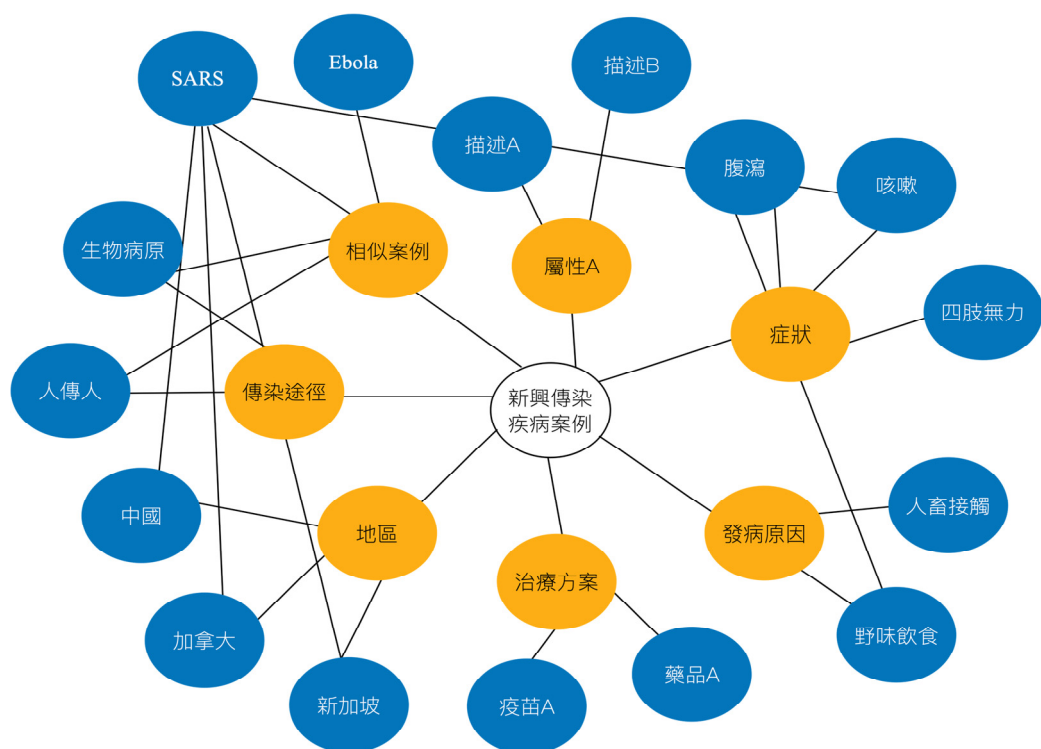 Ebola
描述B
SARS
描述A
腹瀉
咳嗽
生物病原
相似案例
屬性A
四肢無力
症狀
人傳人
傳染途徑
新興傳染
疾病案例
中國
地區
發病原因
人畜接觸
治療方案
加拿大
野味飲食
新加坡
疫苗A
藥品A